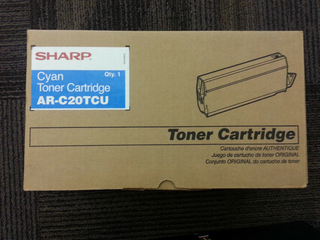 SHARP
Cyan Qty. 1
Toner Cartridge
AR-C20TCU
Toner Cartridge
Cartouche d'encre AUTHENTIQUE
Juego de cartucho de toner ORIGINAL
Conjunto ORIGINAL do cartucho de toner